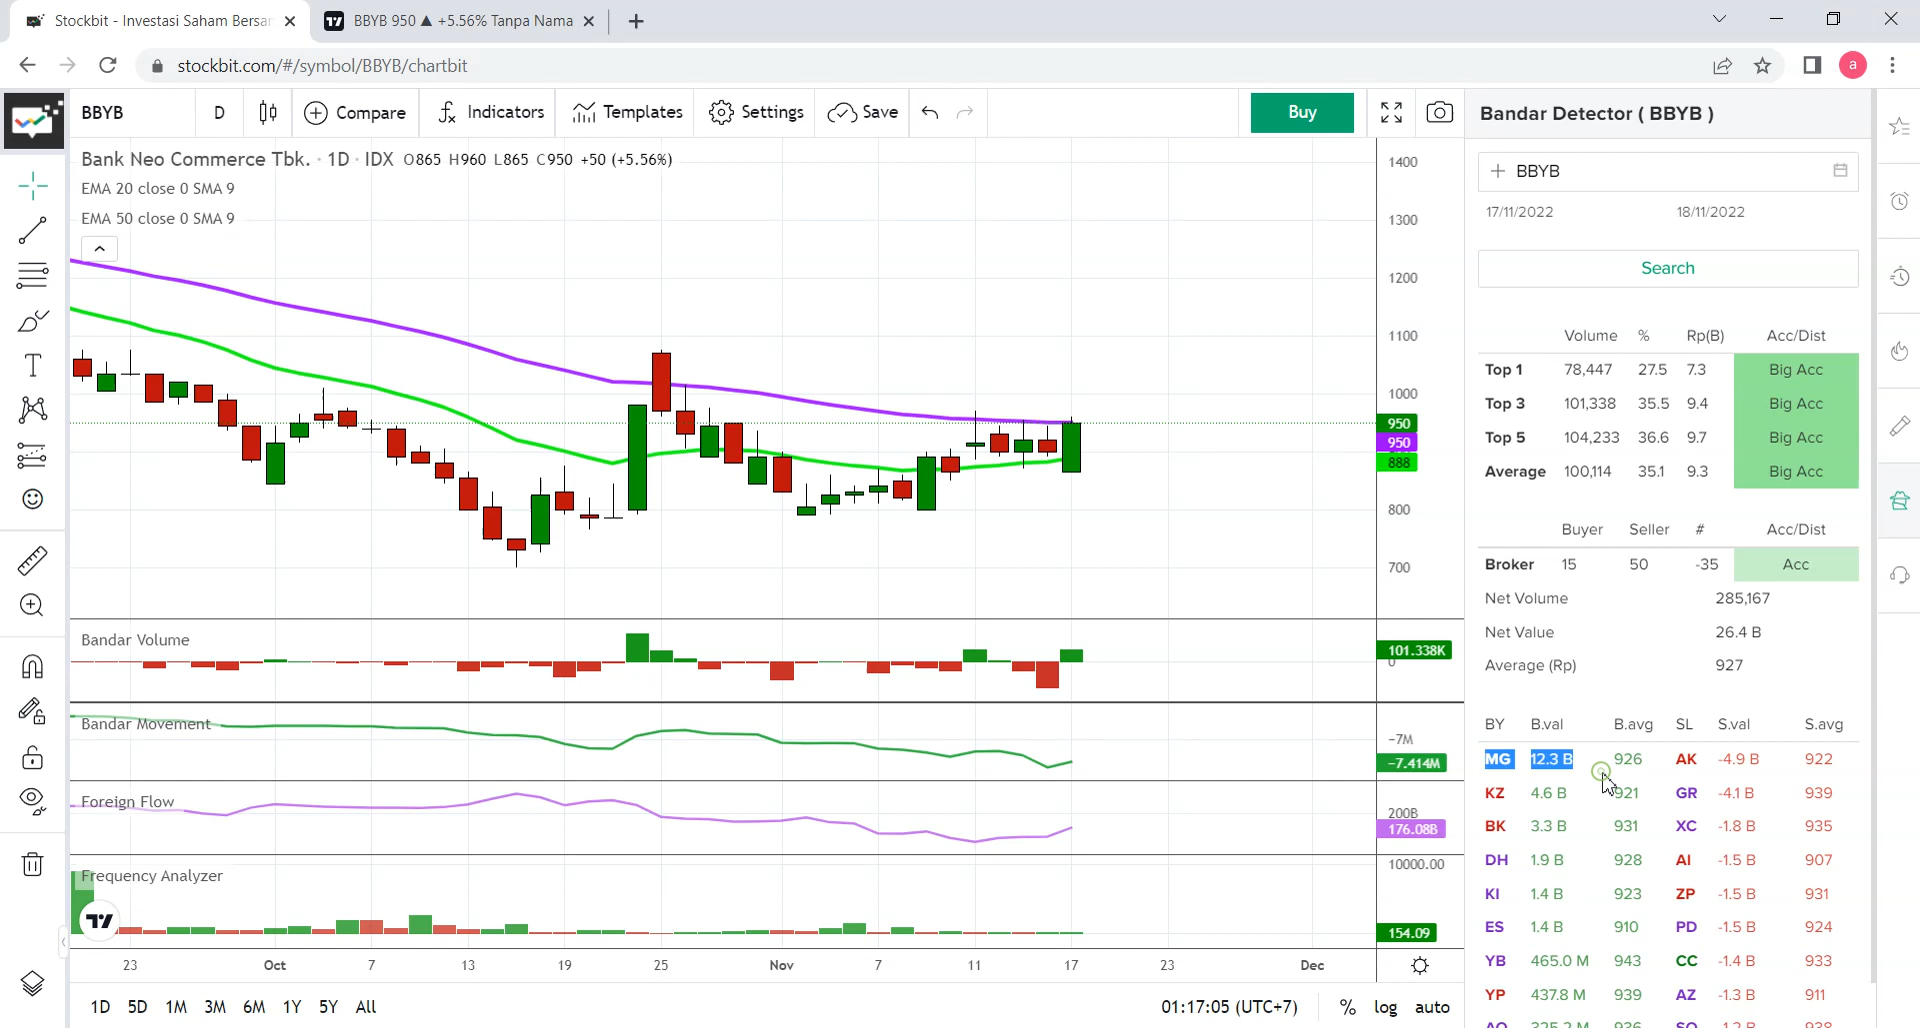 Stockbit - Investasi Saham Bersam
BBYB 950 ▲ +5.56% Tanpa Nama
stockbit.com/#/symbol/BBYB/chartbit
a
BBYB D Compare Indicators Templates Settings Save Buy
Bandar Detector ( BBYB )
Bank Neo Commerce Tbk. · 1D · IDX O865 H960 L865 C950 +50 (+5.56%)
EMA 20 close 0 SMA 9
EMA 50 close 0 SMA 9
1400
1300
1200
1100
1000
950
950
888
800
700
Bandar Volume
101.338K
0
Bandar Movement
-7M
-7.414M
Foreign Flow
200B
176.08B
Frequency Analyzer
10000.00
154.09
23 Oct 7 13 19 25 Nov 7 11 17 23 Dec
1D 5D 1M 3M 6M 1Y 5Y All
01:17:05 (UTC+7) % log auto
BBYB
17/11/2022 18/11/2022
Search
Volume % Rp(B) Acc/Dist
Top 1 78,447 27.5 7.3 Big Acc
Top 3 101,338 35.5 9.4 Big Acc
Top 5 104,233 36.6 9.7 Big Acc
Average 100,114 35.1 9.3 Big Acc
Buyer Seller # Acc/Dist
Broker 15 50 -35 Acc
Net Volume 285,167
Net Value 26.4 B
Average (Rp) 927
BY B.val B.avg SL S.val S.avg
MG 12.3 B 926 AK -4.9 B 922
KZ 4.6 B 921 GR -4.1 B 939
BK 3.3 B 931 XC -1.8 B 935
DH 1.9 B 928 AI -1.5 B 907
KI 1.4 B 923 ZP -1.5 B 931
ES 1.4 B 910 PD -1.5 B 924
YB 465.0 M 943 CC -1.4 B 933
YP 437.8 M 939 AZ -1.3 B 911